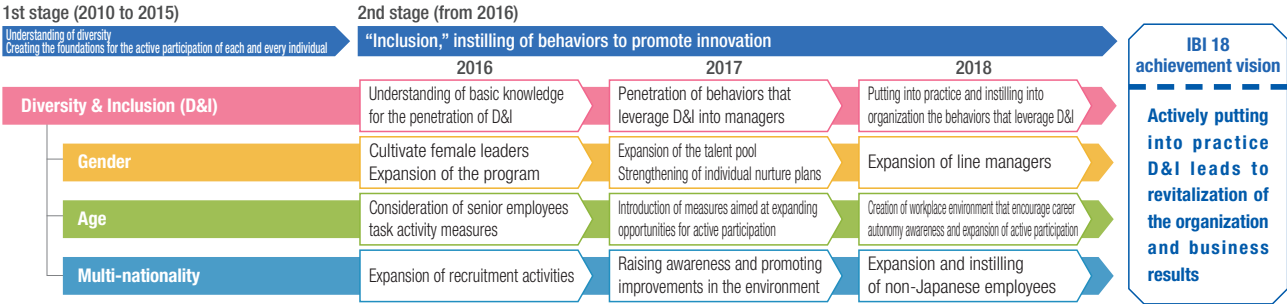 1st stage (2010 to 2015)
2nd stage (from 2016)
Understanding of diversity
Creating the foundations for the active participation of each and every individual
“Inclusion,” instilling of behaviors to promote innovation
2016
2017
2018
Diversity & Inclusion (D&I)
Understanding of basic knowledge
for the penetration of D&I
Penetration of behaviors that
leverage D&I into managers
Putting into practice and instilling into
organization the behaviors that leverage D&I
Gender
Cultivate female leaders
Expansion of the program
Expansion of the talent pool
Strengthening of individual nurture plans
Expansion of line managers
Age
Consideration of senior employees
task activity measures
Introduction of measures aimed at expanding
opportunities for active participation
Creation of workplace environment that encourage career
autonomy awareness and expansion of active participation
Multi-nationality
Expansion of recruitment activities
Raising awareness and promoting
improvements in the environment
Expansion and instilling
of non-Japanese employees
IBI 18
achievement vision
Actively putting
into practice
D&I leads to
revitalization of
the organization
and business
results